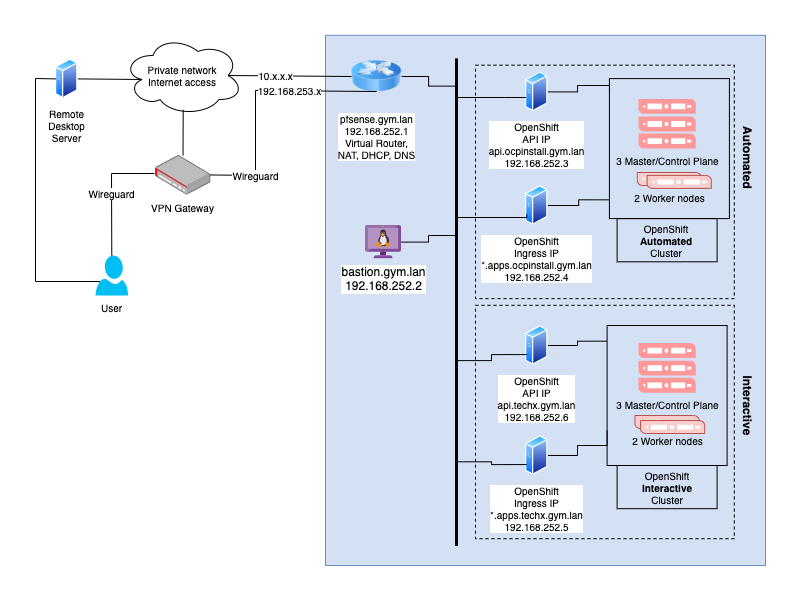 Private network
Internet access
Remote
Desktop
Server
10.x.x.x
192.168.253.x
Wireguard
Wireguard
VPN Gateway
User
pfsense.gym.lan
192.168.252.1
Virtual Router,
NAT, DHCP, DNS
bastion.gym.lan
192.168.252.2
OpenShift
API IP
api.ocpinstall.gym.lan
192.168.252.3
OpenShift
Ingress IP
*.apps.ocpinstall.gym.lan
192.168.252.4
3 Master/Control Plane
2 Worker nodes
OpenShift
Automated
Cluster
Automated
OpenShift
API IP
api.techx.gym.lan
192.168.252.6
OpenShift
Ingress IP
*.apps.techx.gym.lan
192.168.252.5
3 Master/Control Plane
2 Worker nodes
OpenShift
Interactive
Cluster
Interactive